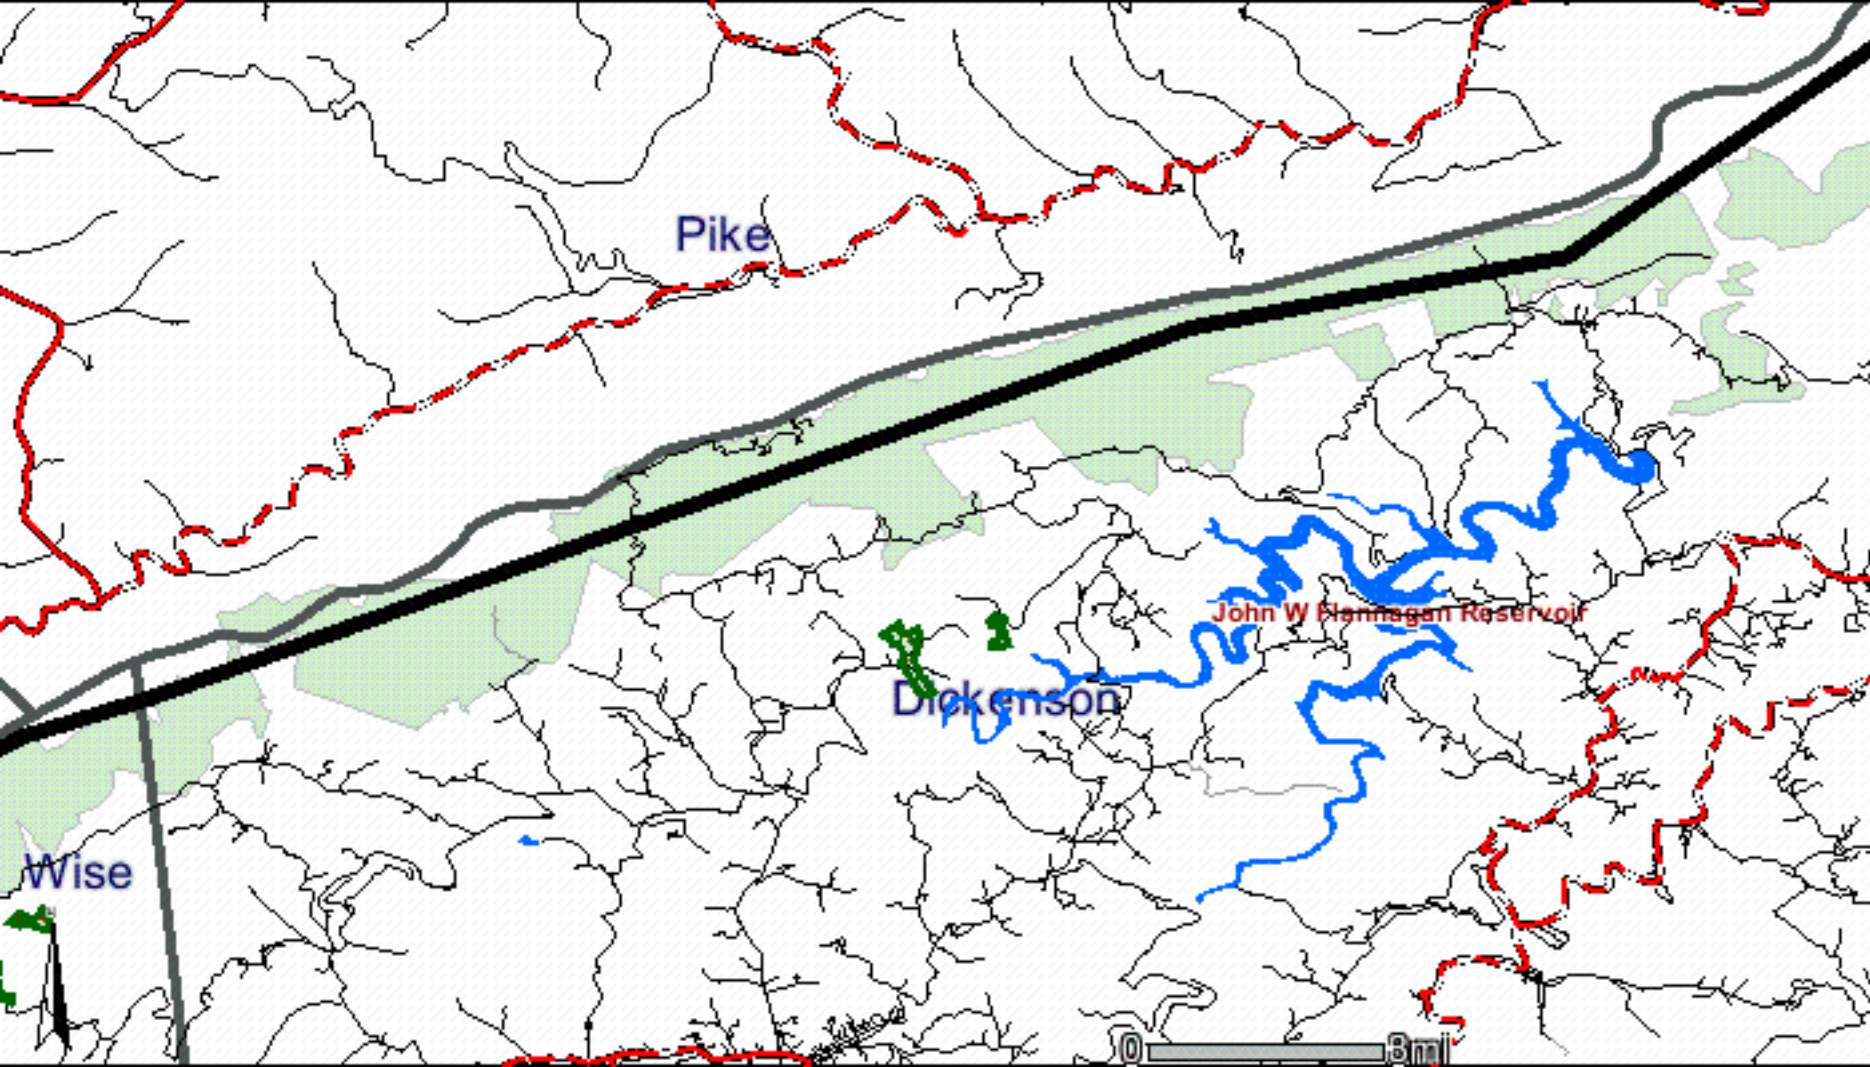 Pike
John W Flannagan Reservoir
Dickenson
Wise
0 8mi